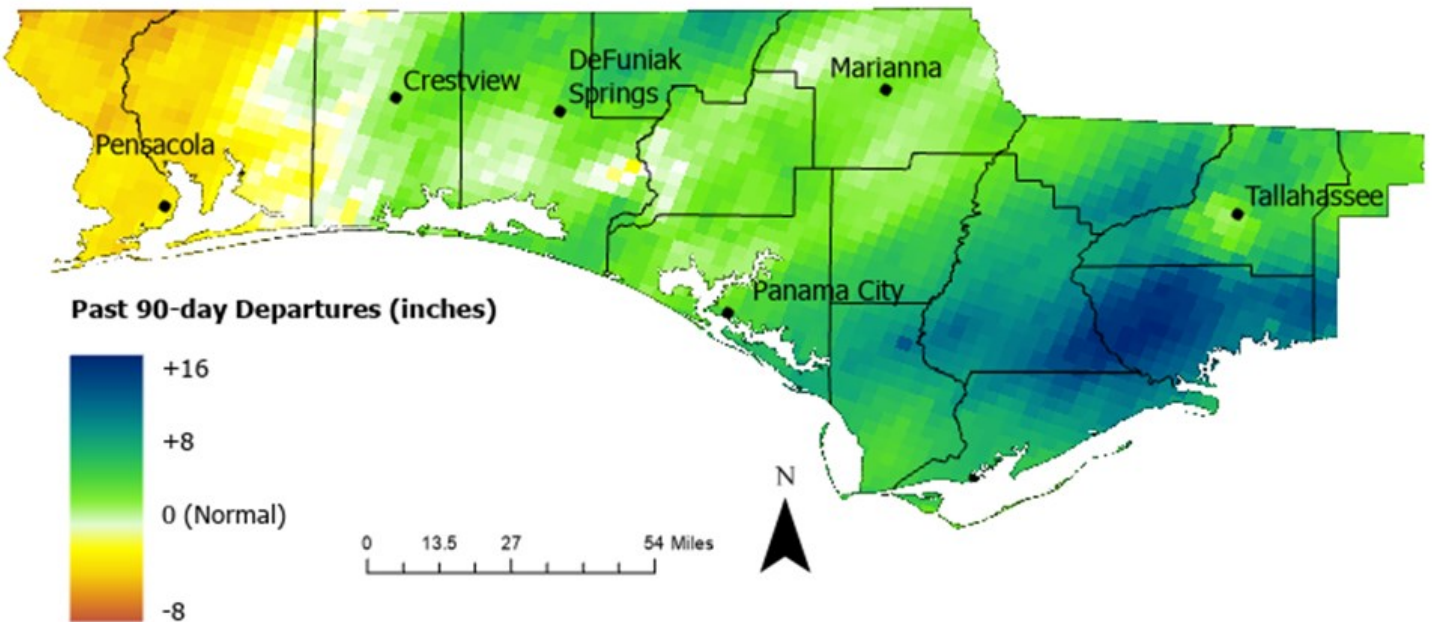 Crestview
DeFuniak
Springs
Marianna
Pensacola
Tallahassee
Panama City
Past 90-day Departures (inches)
+16
+8
0 (Normal)
-8
N
0 13.5 27 54 Miles